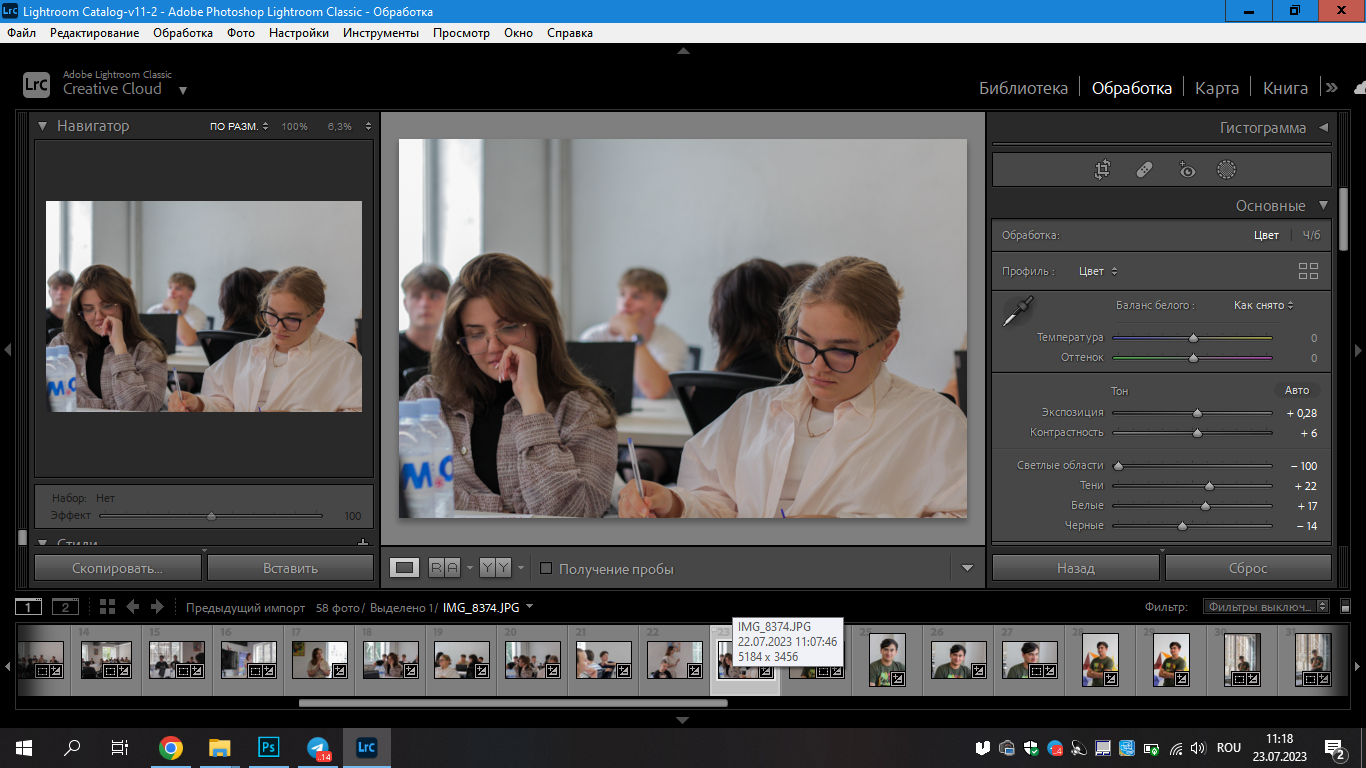 Lrc Lightroom Catalog-v11-2 - Adobe Photoshop Lightroom Classic - Обработка
Файл Редактирование Обработка Фото Настройки Инструменты Просмотр Окно Справка
Lrc
Adobe Lightroom Classic
Creative Cloud
Библиотека | Обработка | Карта | Книга
Навигатор ПО РАЗМ. 100% 6,3%
Набор: Нет
Эффект 100
Стили
Скопировать... Вставить
Гистограмма
Основные
Обработка: Цвет Ч/б
Профиль : Цвет
Баланс белого : Как снято
Температура 0
Оттенок 0
Тон Авто
Экспозиция + 0,28
Контрастность + 6
Светлые области – 100
Тени + 22
Белые + 17
Черные – 14
Назад Сброс
R A Y Y Получение пробы
1 2 Предыдущий импорт 58 фото / Выделено 1/ IMG_8374.JPG
Фильтр: Фильтры выключ...
14 15 16 17 18 19 20 21 22 23 25 26 27 28 29 30 31
IMG_8374.JPG
22.07.2023 11:07:46
5184 x 3456
Ps 14 Lrc
ROU
11:18
23.07.2023
2